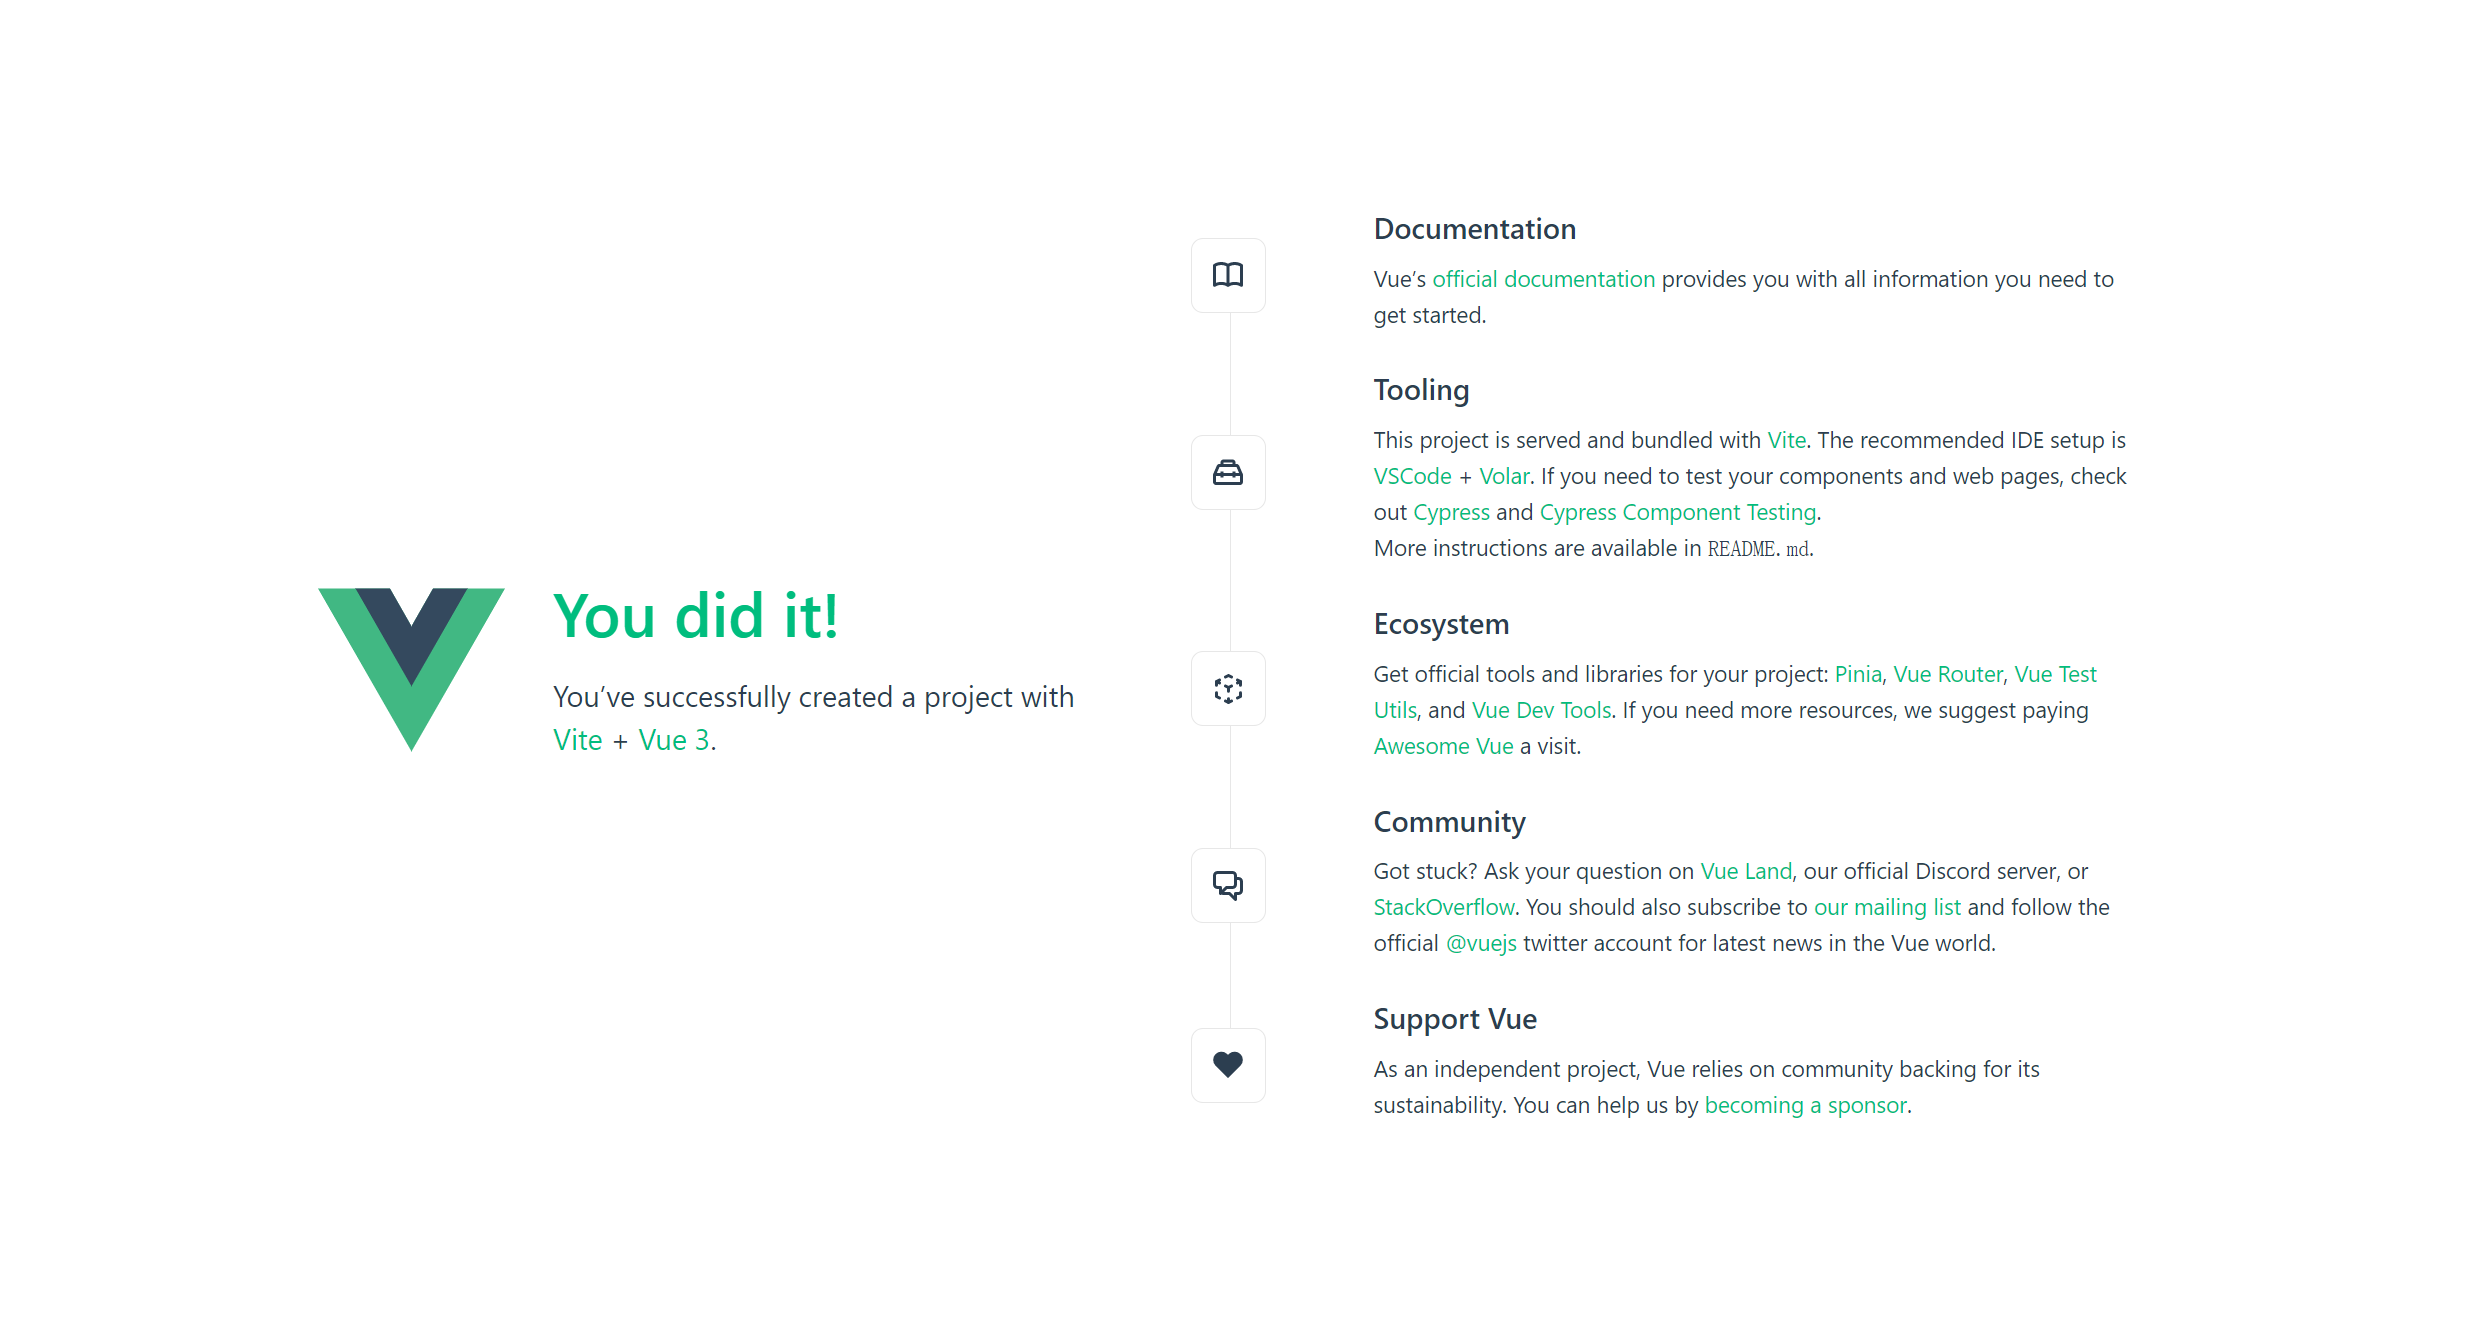 You did it!
You’ve successfully created a project with
Vite + Vue 3.
Documentation
Vue’s official documentation provides you with all information you need to
get started.
Tooling
This project is served and bundled with Vite. The recommended IDE setup is
VSCode + Volar. If you need to test your components and web pages, check
out Cypress and Cypress Component Testing.
More instructions are available in README.md.
Ecosystem
Get official tools and libraries for your project: Pinia, Vue Router, Vue Test
Utils, and Vue Dev Tools. If you need more resources, we suggest paying
Awesome Vue a visit.
Community
Got stuck? Ask your question on Vue Land, our official Discord server, or
StackOverflow. You should also subscribe to our mailing list and follow the
official @vuejs twitter account for latest news in the Vue world.
Support Vue
As an independent project, Vue relies on community backing for its
sustainability. You can help us by becoming a sponsor.